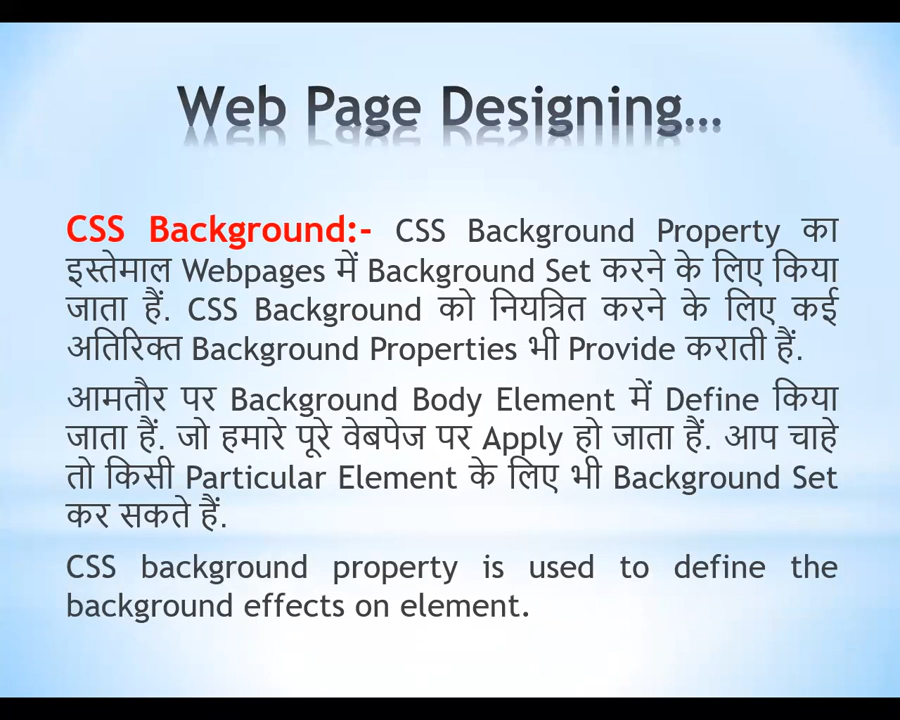 Web Page Designing...
CSS Background:- CSS Background Property का
इस्तेमाल Webpages में Background Set करने के लिए किया
जाता हैं. CSS Background को नियत्रित करने के लिए कई
अतिरिक्त Background Properties भी Provide कराती हैं.
आमतौर पर Background Body Element में Define किया
जाता हैं. जो हमारे पूरे वेबपेज पर Apply हो जाता हैं. आप चाहे
तो किसी Particular Element के लिए भी Background Set
कर सकते हैं.
CSS background property is used to define the
background effects on element.